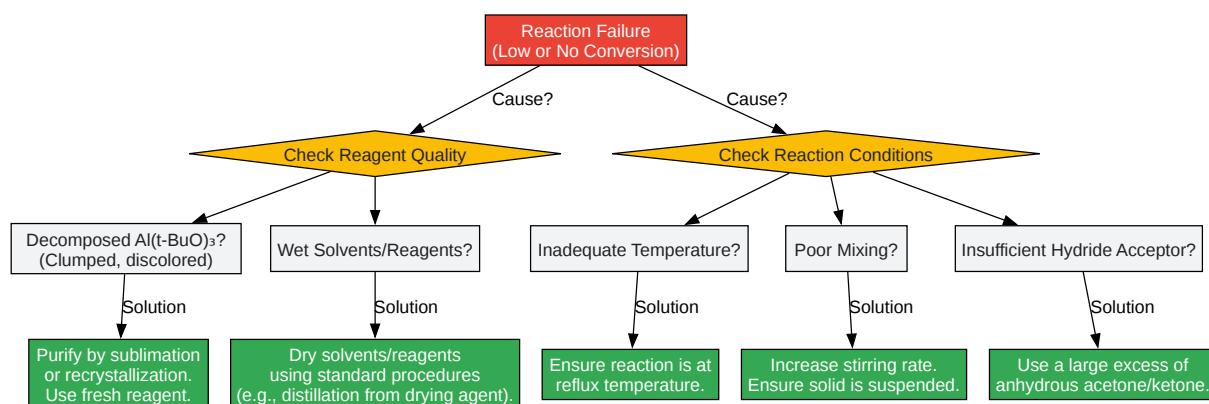 Reaction Failure
(Low or No Conversion)
Cause?
Cause?
Check Reagent Quality
Check Reaction Conditions
Decomposed Al(t-BuO)₃?
(Clumped, discolored)
Wet Solvents/Reagents?
Inadequate Temperature?
Poor Mixing?
Insufficient Hydride Acceptor?
Solution
Solution
Solution
Solution
Solution
Purify by sublimation
or recrystallization.
Use fresh reagent.
Dry solvents/reagents
using standard procedures
(e.g., distillation from drying agent).
Ensure reaction is at
reflux temperature.
Increase stirring rate.
Ensure solid is suspended.
Use a large excess of
anhydrous acetone/ketone.